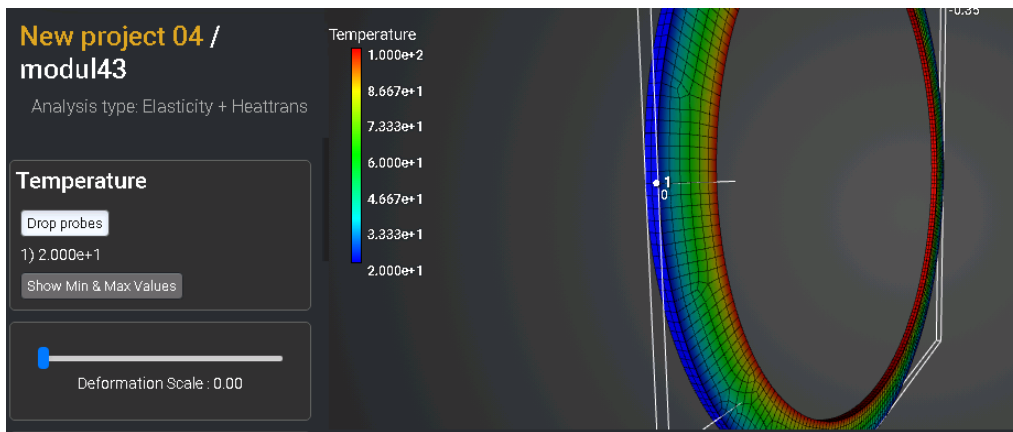 New project 04 /
modul43
Analysis type: Elasticity + Heattrans
Temperature
Drop probes
1) 2.000e+1
Show Min & Max Values
Deformation Scale : 0.00
Temperature
1.000e+2
8.667e+1
7.333e+1
6.000e+1
4.667e+1
3.333e+1
2.000e+1
1
0
-0.35